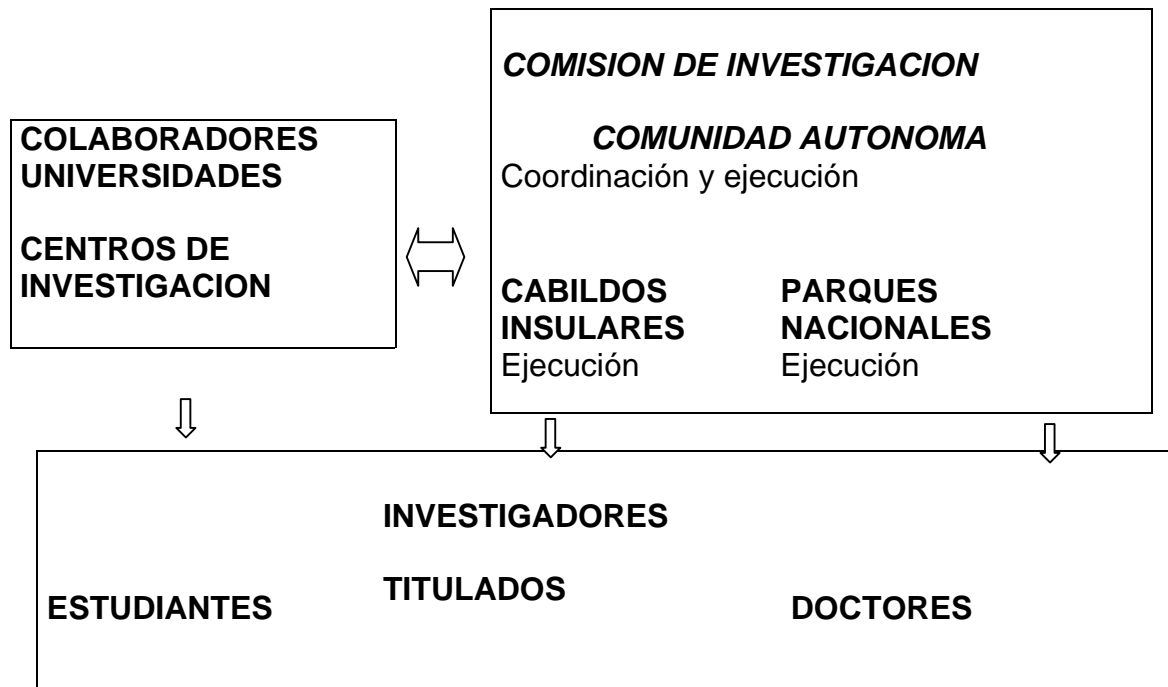 COMISION DE INVESTIGACION
COMUNIDAD AUTONOMA
Coordinación y ejecución
COLABORADORES
UNIVERSIDADES
CENTROS DE
INVESTIGACION
CABILDOS
INSULARES
Ejecución
PARQUES
NACIONALES
Ejecución
INVESTIGADORES
ESTUDIANTES
TITULADOS
DOCTORES